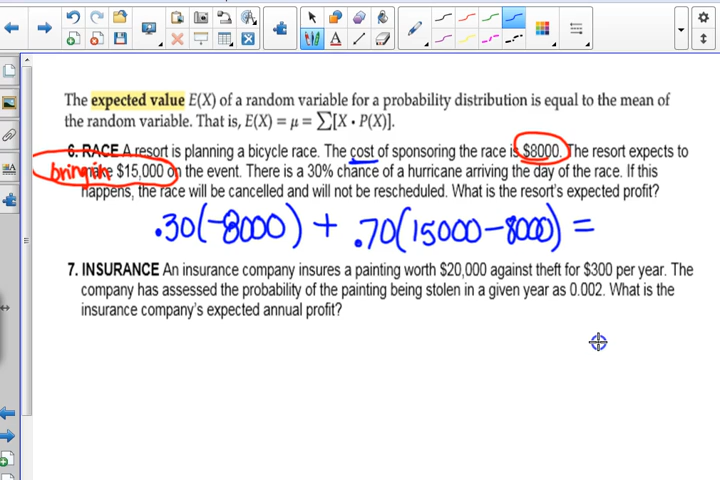 The expected value E(X) of a random variable for a probability distribution is equal to the mean of
the random variable. That is, E(X) = μ = ∑[X • P(X)].
6. RACE A resort is planning a bicycle race. The cost of sponsoring the race is $8000. The resort expects to
bring in $15,000 on the event. There is a 30% chance of a hurricane arriving the day of the race. If this
happens, the race will be cancelled and will not be rescheduled. What is the resort's expected profit?
.30(-8000) + .70(15000-8000) =
7. INSURANCE An insurance company insures a painting worth $20,000 against theft for $300 per year. The
company has assessed the probability of the painting being stolen in a given year as 0.002. What is the
insurance company's expected annual profit?